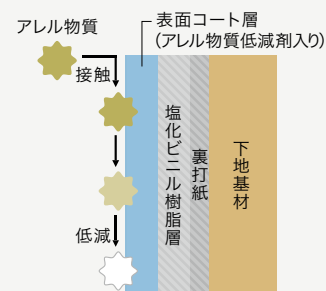 アレル物質
表面コート層
(アレル物質低減剤入り)
接触
塩化ビニル樹脂層
裏打紙
下地基材
低減